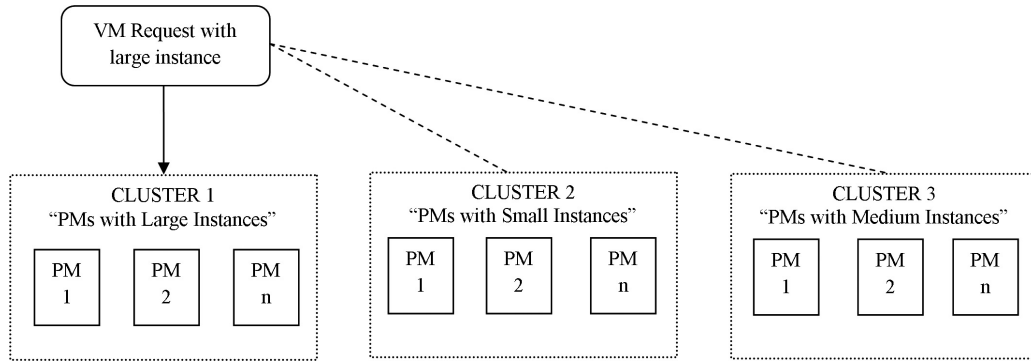 VM Request with
large instance
CLUSTER 1
“PMs with Large Instances”
PM
1
PM
2
PM
n
CLUSTER 2
“PMs with Small Instances”
PM
1
PM
2
PM
n
CLUSTER 3
“PMs with Medium Instances”
PM
1
PM
2
PM
n